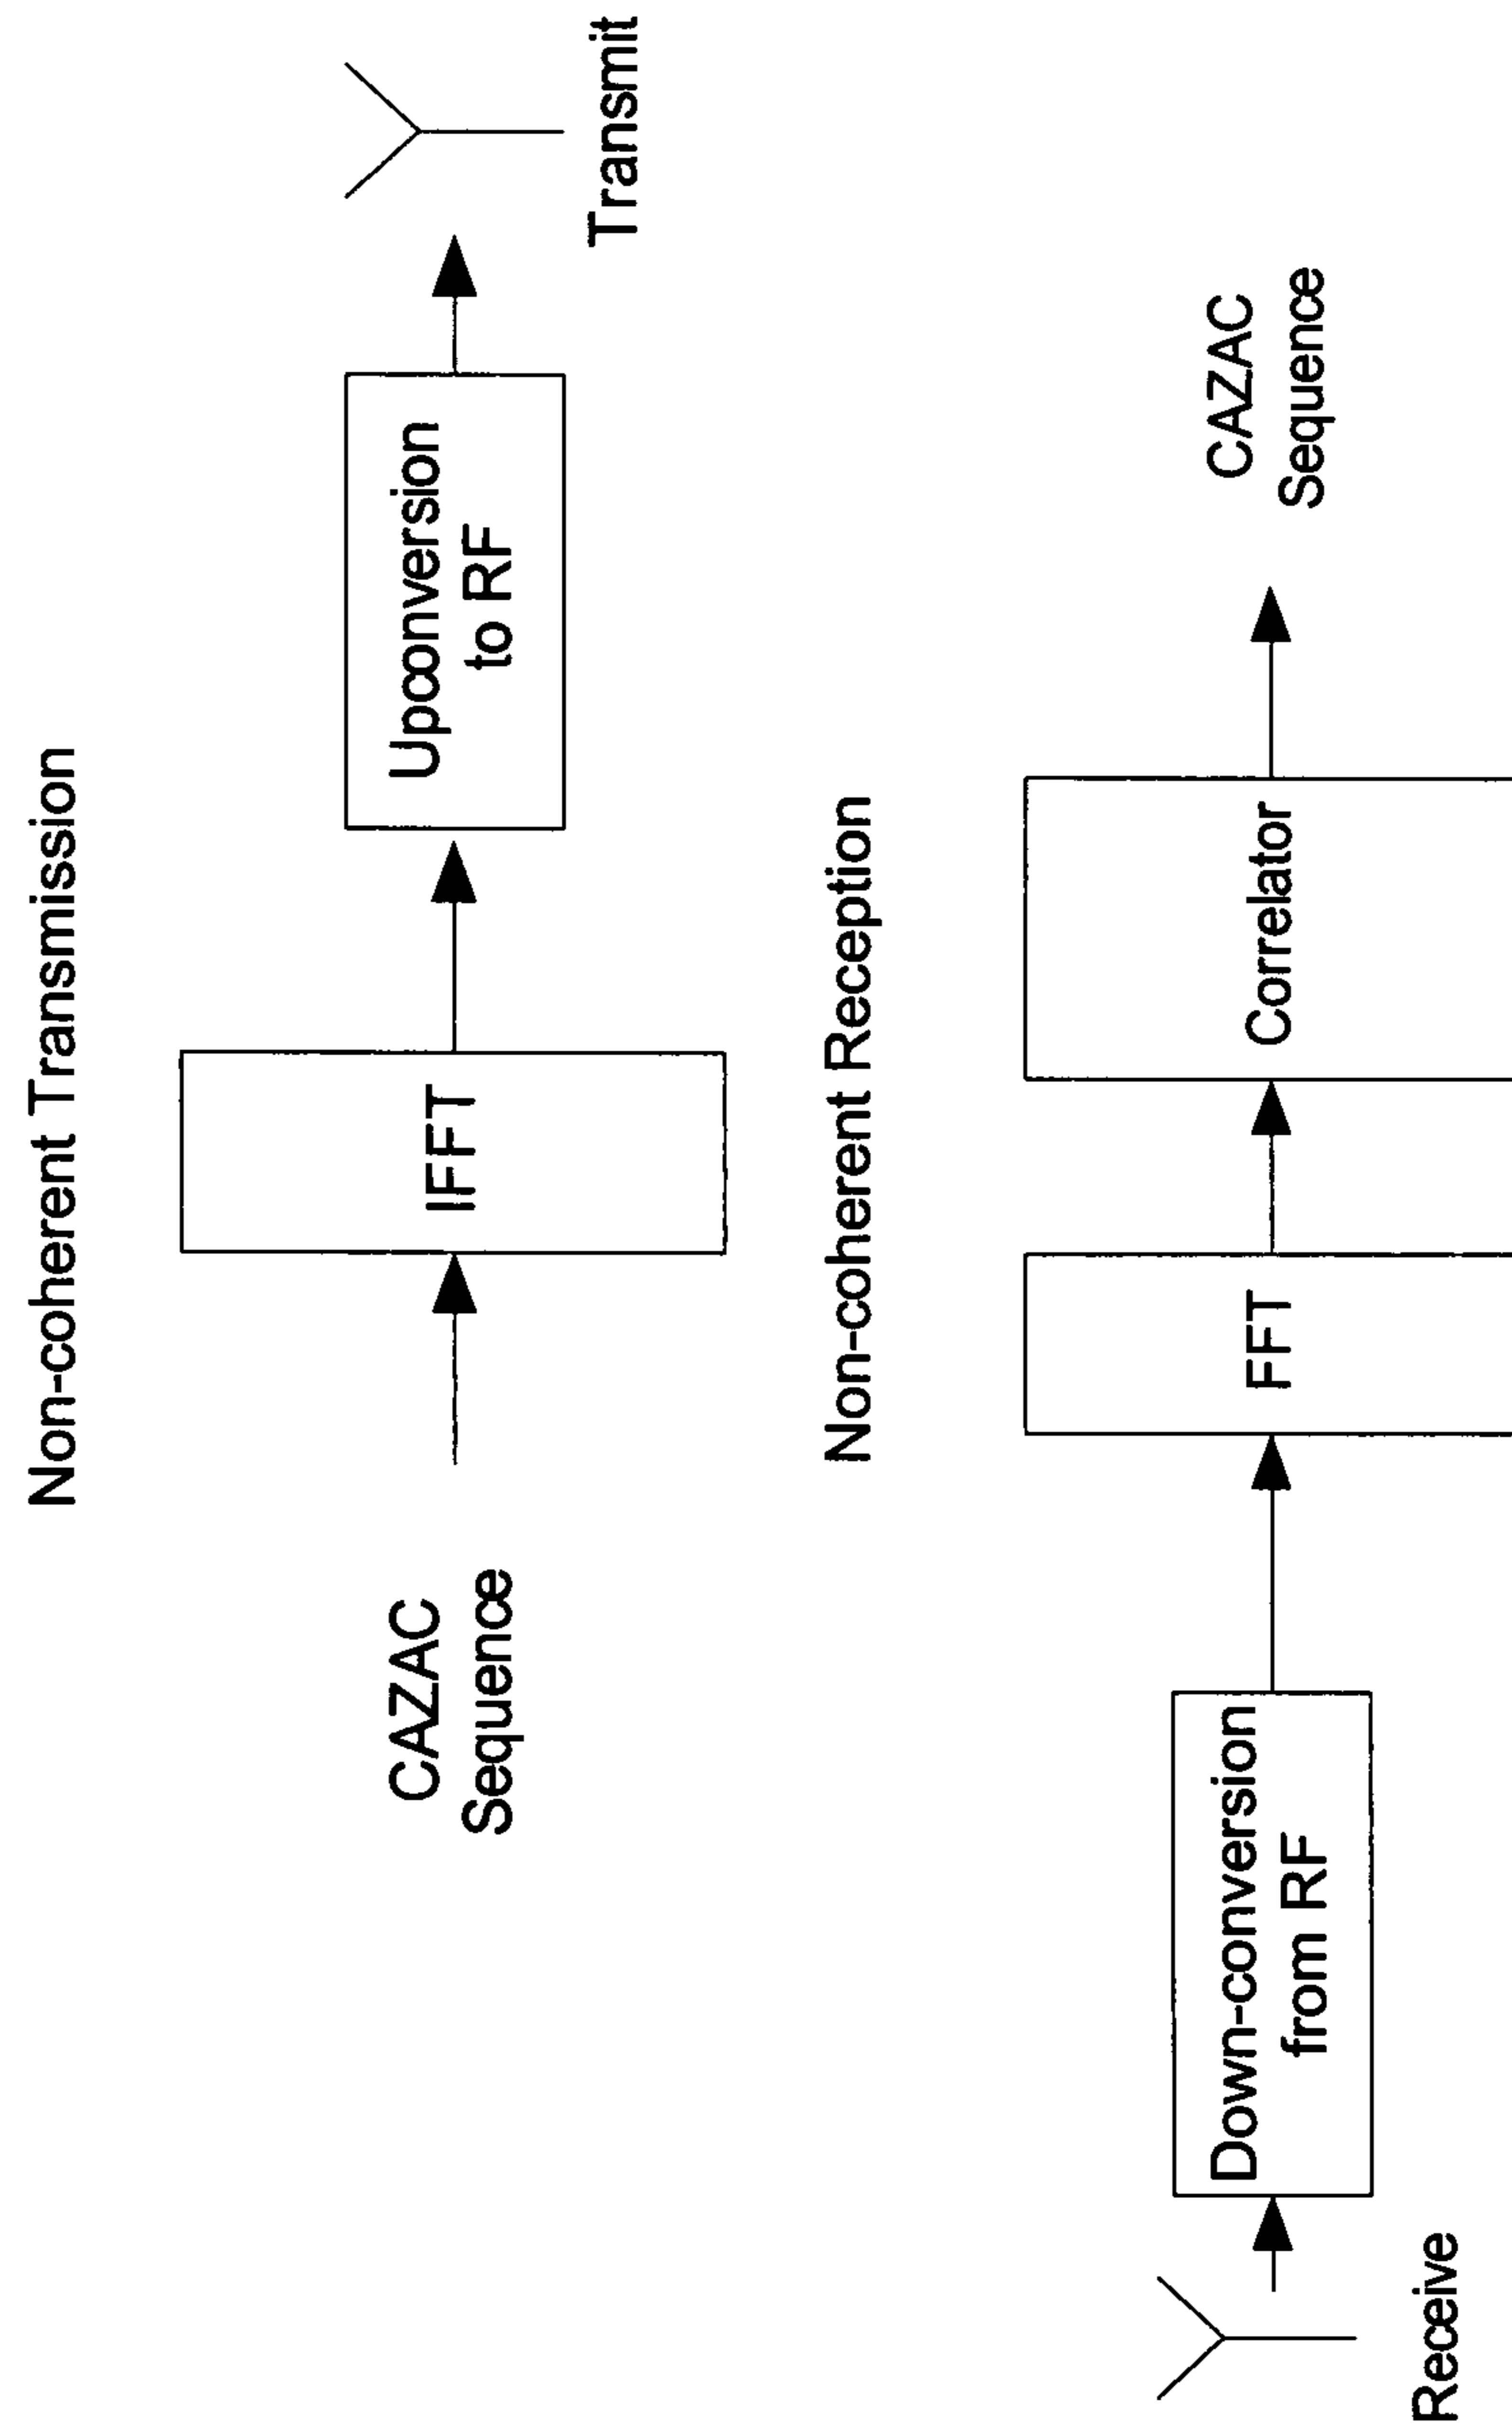 Non-coherent Transmission
CAZAC
Sequence
IFFT
Upconversion
to RF
Transmit
Non-coherent Reception
Receive
Down-conversion
from RF
FFT
Correlator
CAZAC
Sequence